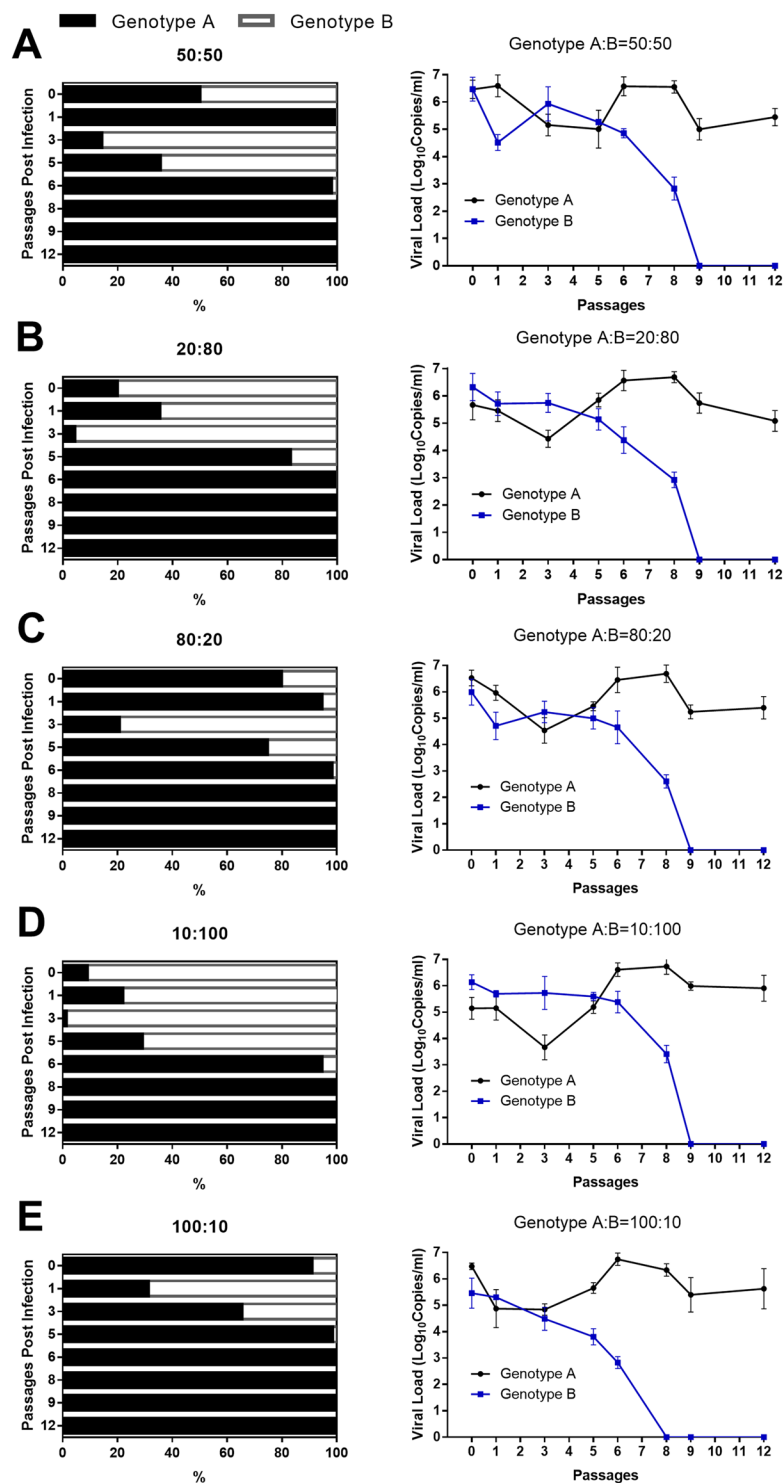 Genotype A Genotype B
A
50:50
Passages Post Infection
0
1
3
5
6
8
9
12
0 20 40 60 80 100
%
Genotype A:B=50:50
Viral Load (Log10Copies/ml)
7
6
5
4
3
2
1
0
Genotype A
Genotype B
0 1 2 3 4 5 6 7 8 9 10 11 12
Passages
B
20:80
Passages Post Infection
0
1
3
5
6
8
9
12
0 20 40 60 80 100
%
Genotype A:B=20:80
Viral Load (Log10Copies/ml)
7
6
5
4
3
2
1
0
Genotype A
Genotype B
0 1 2 3 4 5 6 7 8 9 10 11 12
Passages
C
80:20
Passages Post Infection
0
1
3
5
6
8
9
12
0 20 40 60 80 100
%
Genotype A:B=80:20
Viral Load (Log10Copies/ml)
7
6
5
4
3
2
1
0
Genotype A
Genotype B
0 1 2 3 4 5 6 7 8 9 10 11 12
Passages
D
10:100
Passages Post Infection
0
1
3
5
6
8
9
12
0 20 40 60 80 100
%
Genotype A:B=10:100
Viral Load (Log10Copies/ml)
7
6
5
4
3
2
1
0
Genotype A
Genotype B
0 1 2 3 4 5 6 7 8 9 10 11 12
Passages
E
100:10
Passages Post Infection
0
1
3
5
6
8
9
12
0 20 40 60 80 100
%
Genotype A:B=100:10
Viral Load (Log10Copies/ml)
7
6
5
4
3
2
1
0
Genotype A
Genotype B
0 1 2 3 4 5 6 7 8 9 10 11 12
Passages